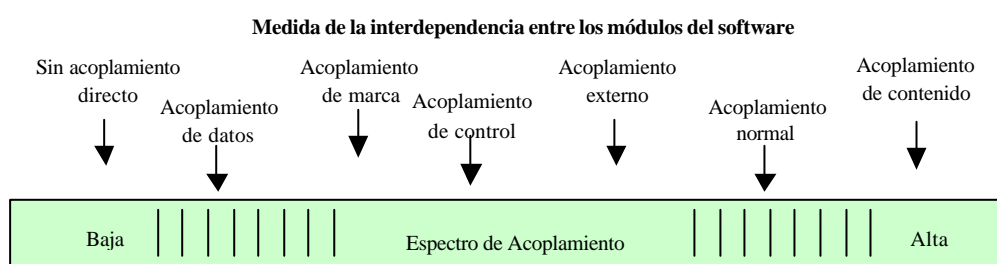 Medida de la interdependencia entre los módulos del software
Sin acoplamiento
directo
Acoplamiento
de datos
Acoplamiento
de marca
Acoplamiento
de control
Acoplamiento
externo
Acoplamiento
normal
Acoplamiento
de contenido
Baja
Espectro de Acoplamiento
Alta